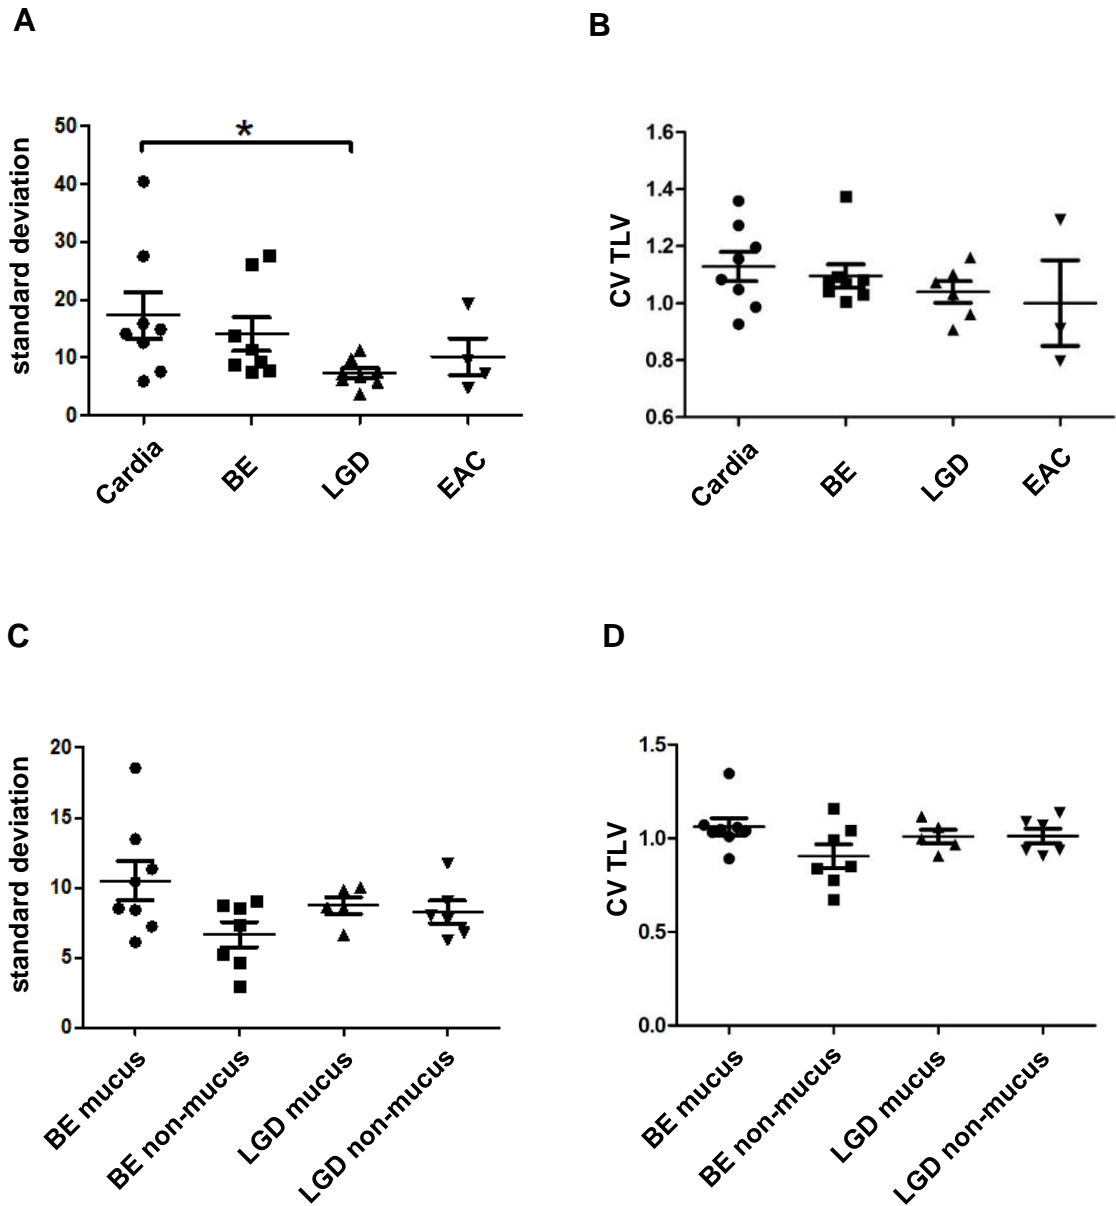 A
B
standard deviation
50
40
30
20
10
0
*
Cardia
BE
LGD
EAC
CV TLV
1.6
1.4
1.2
1.0
0.8
0.6
Cardia
BE
LGD
EAC
C
D
standard deviation
20
15
10
5
0
BE mucus
BE non-mucus
LGD mucus
LGD non-mucus
CV TLV
1.5
1.0
0.5
0.0
BE mucus
BE non-mucus
LGD mucus
LGD non-mucus